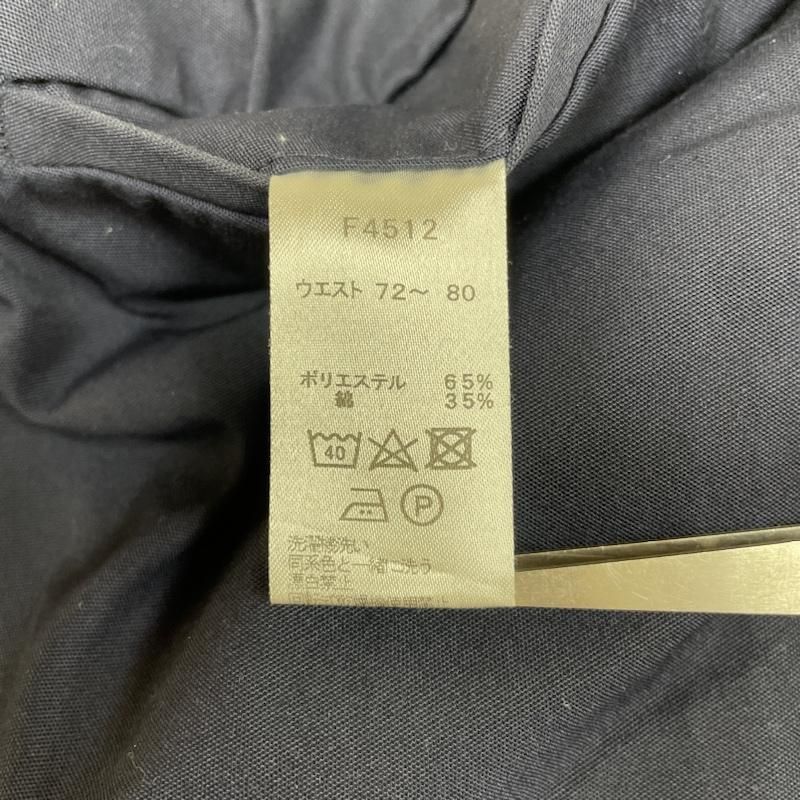 F4512
ウエスト 72～ 80
ポリエステル 65%
綿 35%
40
P
洗濯機洗い
同系色と一緒に洗う
漂白禁止